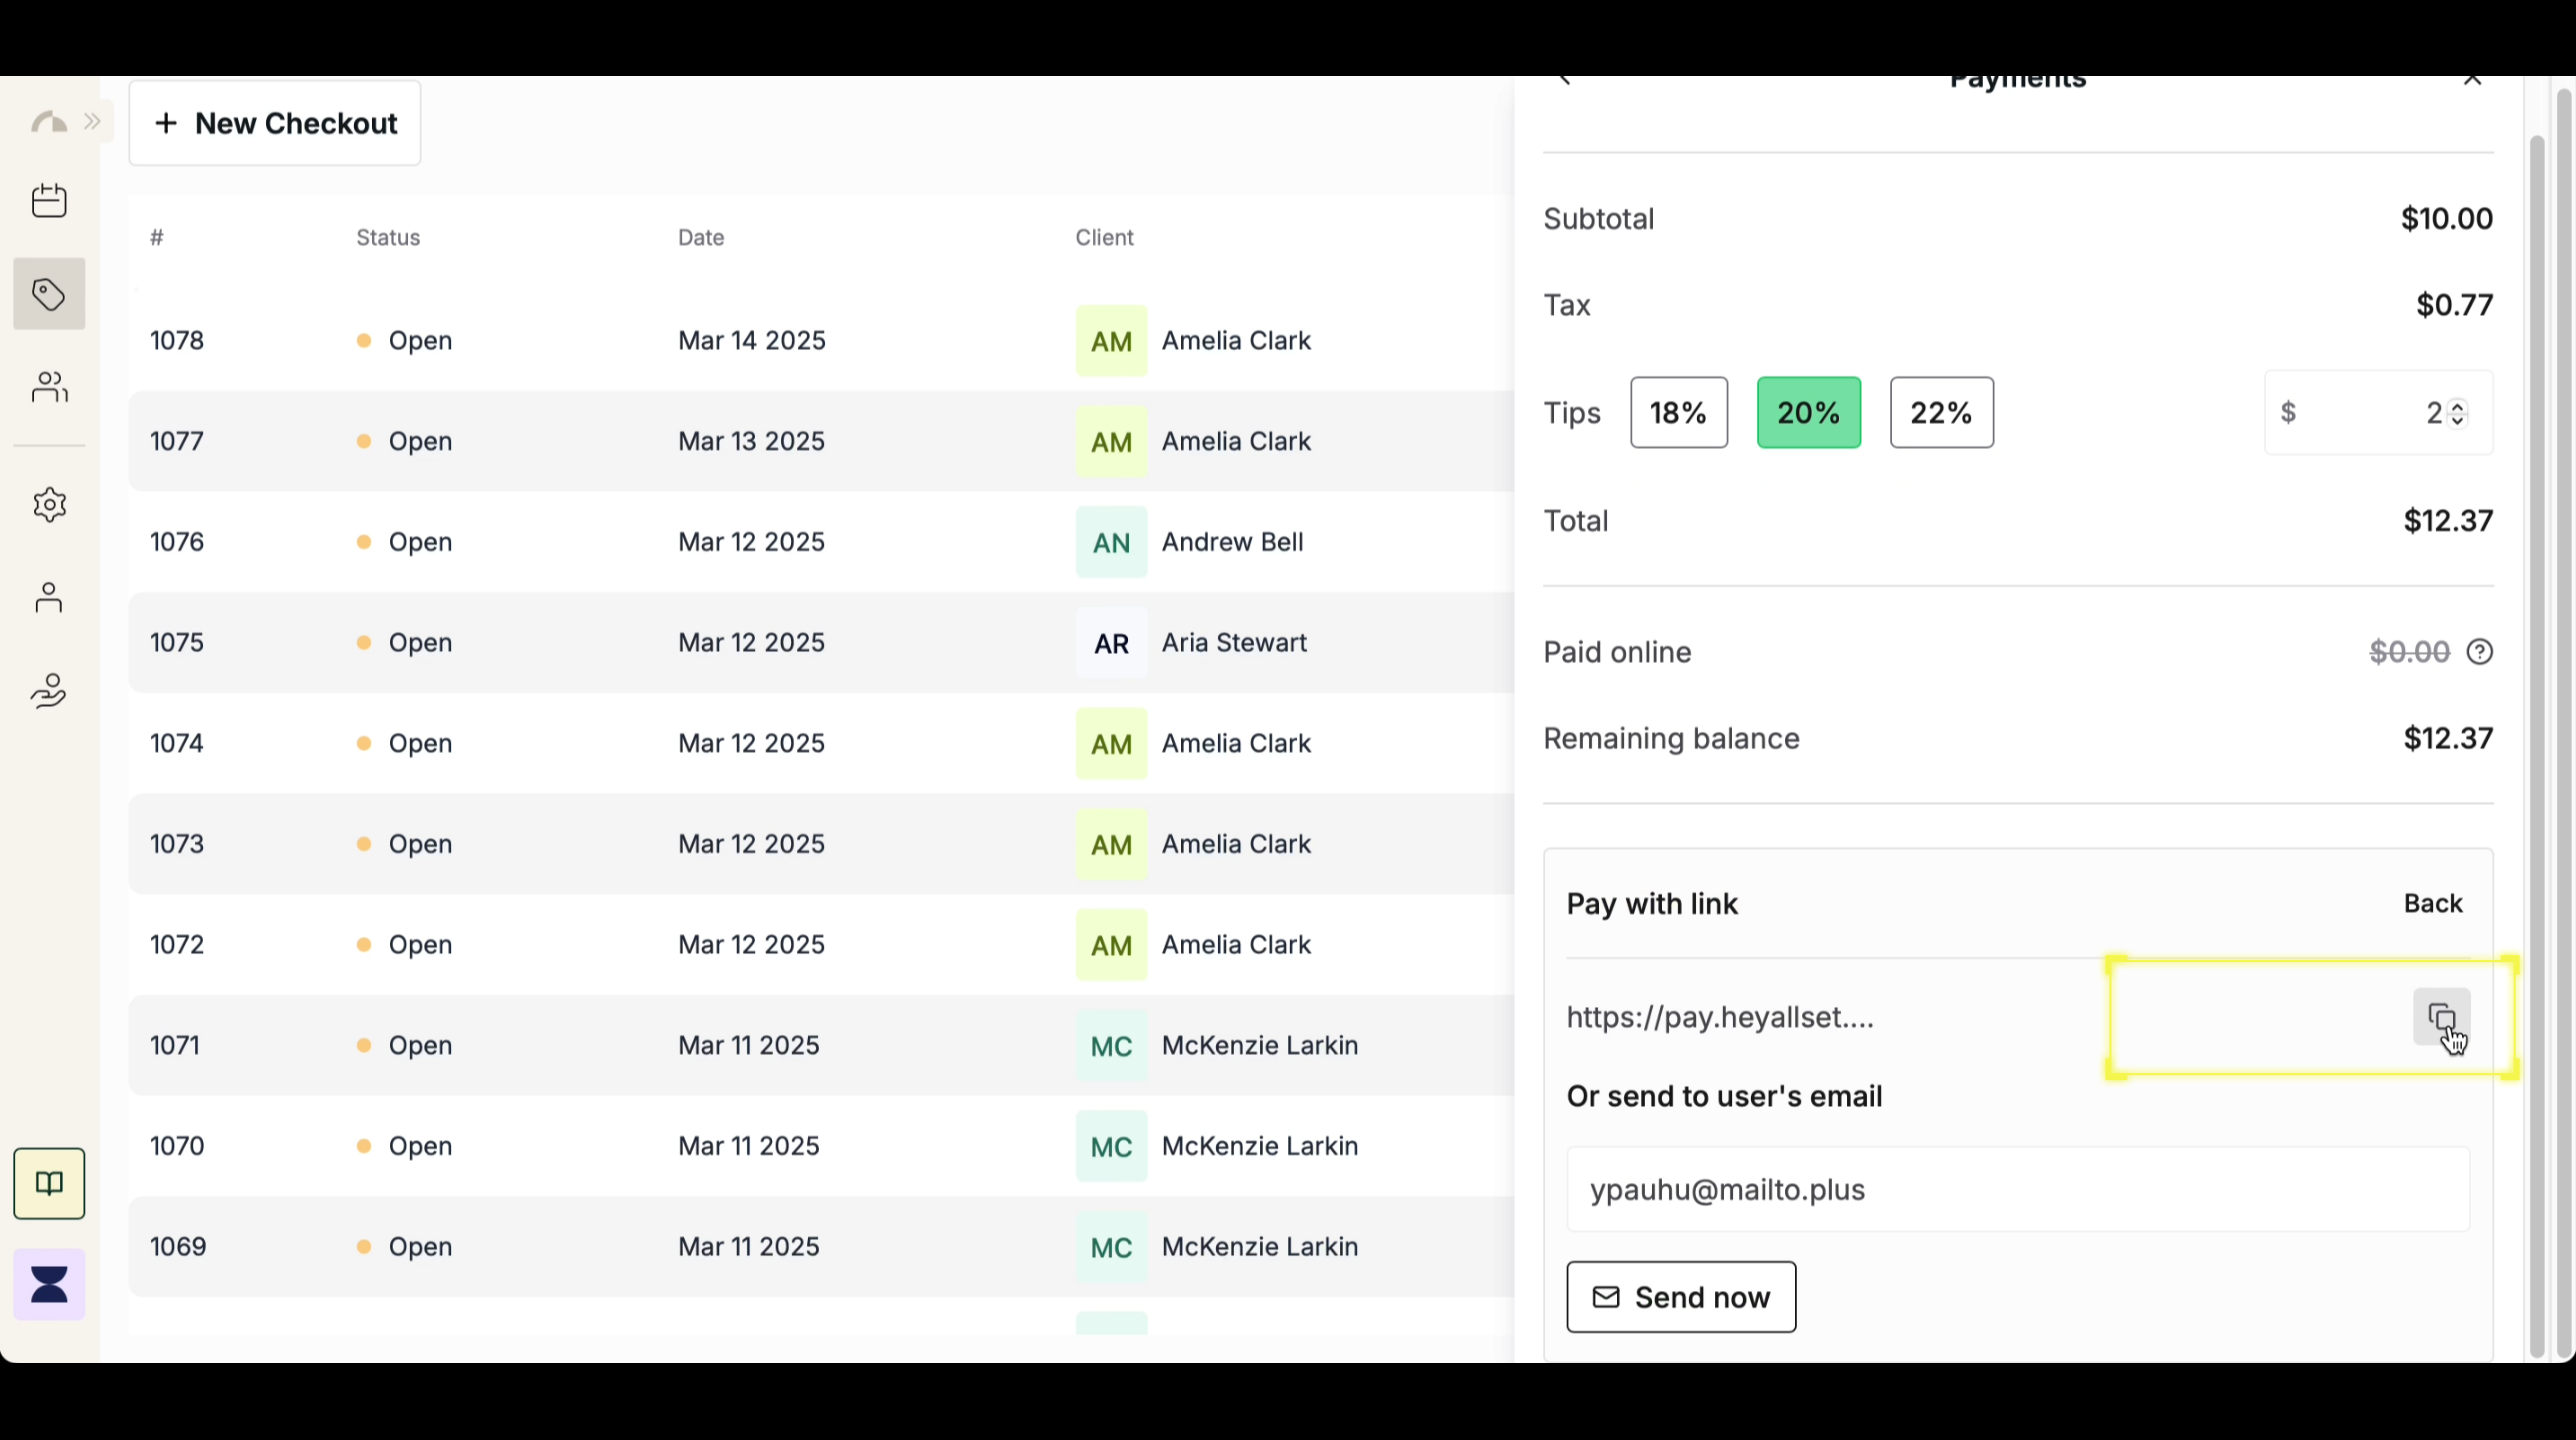 + New Checkout
# Status Date Client
1078 Open Mar 14 2025 AM Amelia Clark
1077 Open Mar 13 2025 AM Amelia Clark
1076 Open Mar 12 2025 AN Andrew Bell
1075 Open Mar 12 2025 AR Aria Stewart
1074 Open Mar 12 2025 AM Amelia Clark
1073 Open Mar 12 2025 AM Amelia Clark
1072 Open Mar 12 2025 AM Amelia Clark
1071 Open Mar 11 2025 MC McKenzie Larkin
1070 Open Mar 11 2025 MC McKenzie Larkin
1069 Open Mar 11 2025 MC McKenzie Larkin
Payments
Subtotal $10.00
Tax $0.77
Tips 18% 20% 22% $ 2
Total $12.37
Paid online $0.00
Remaining balance $12.37
Pay with link Back
https://pay.heyallset....
Or send to user's email
ypauhu@mailto.plus
Send now